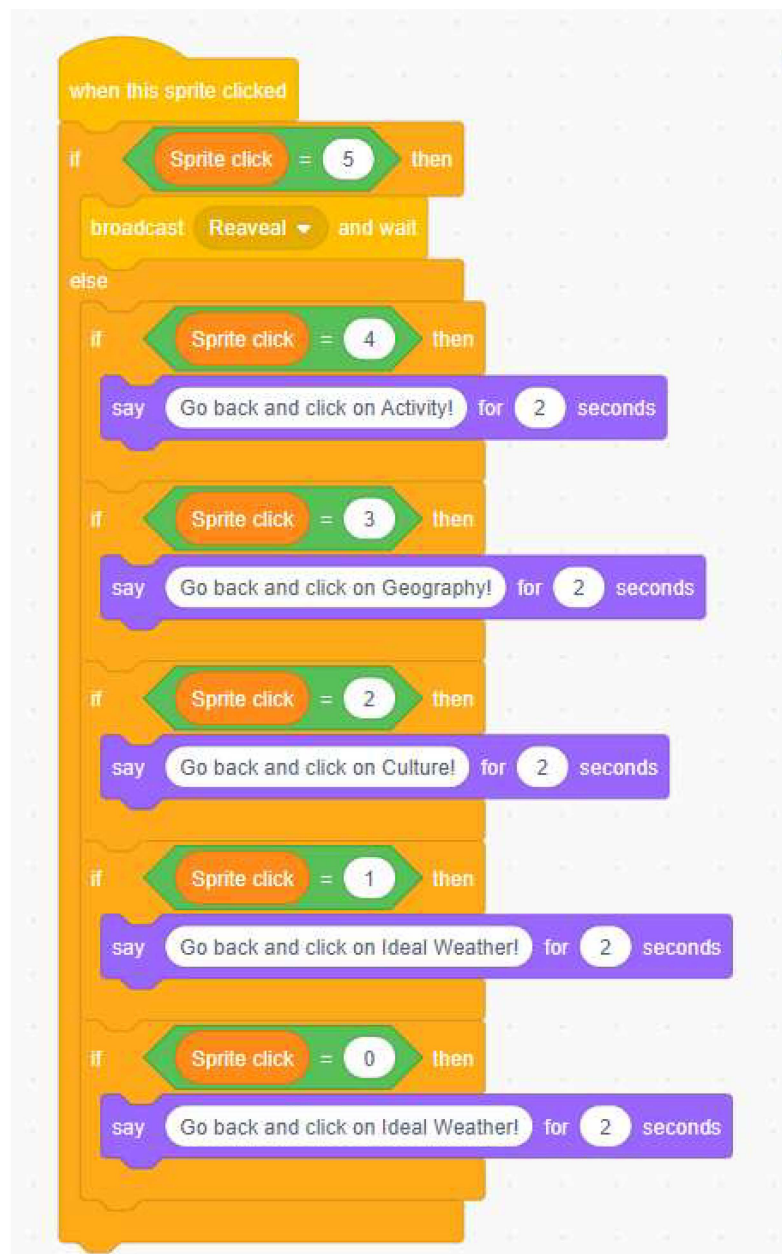 when this sprite clicked
if Sprite click = 5 then
broadcast Reaveal and wait
else
if Sprite click = 4 then
say Go back and click on Activity! for 2 seconds
if Sprite click = 3 then
say Go back and click on Geography! for 2 seconds
if Sprite click = 2 then
say Go back and click on Culture! for 2 seconds
if Sprite click = 1 then
say Go back and click on Ideal Weather! for 2 seconds
if Sprite click = 0 then
say Go back and click on Ideal Weather! for 2 seconds